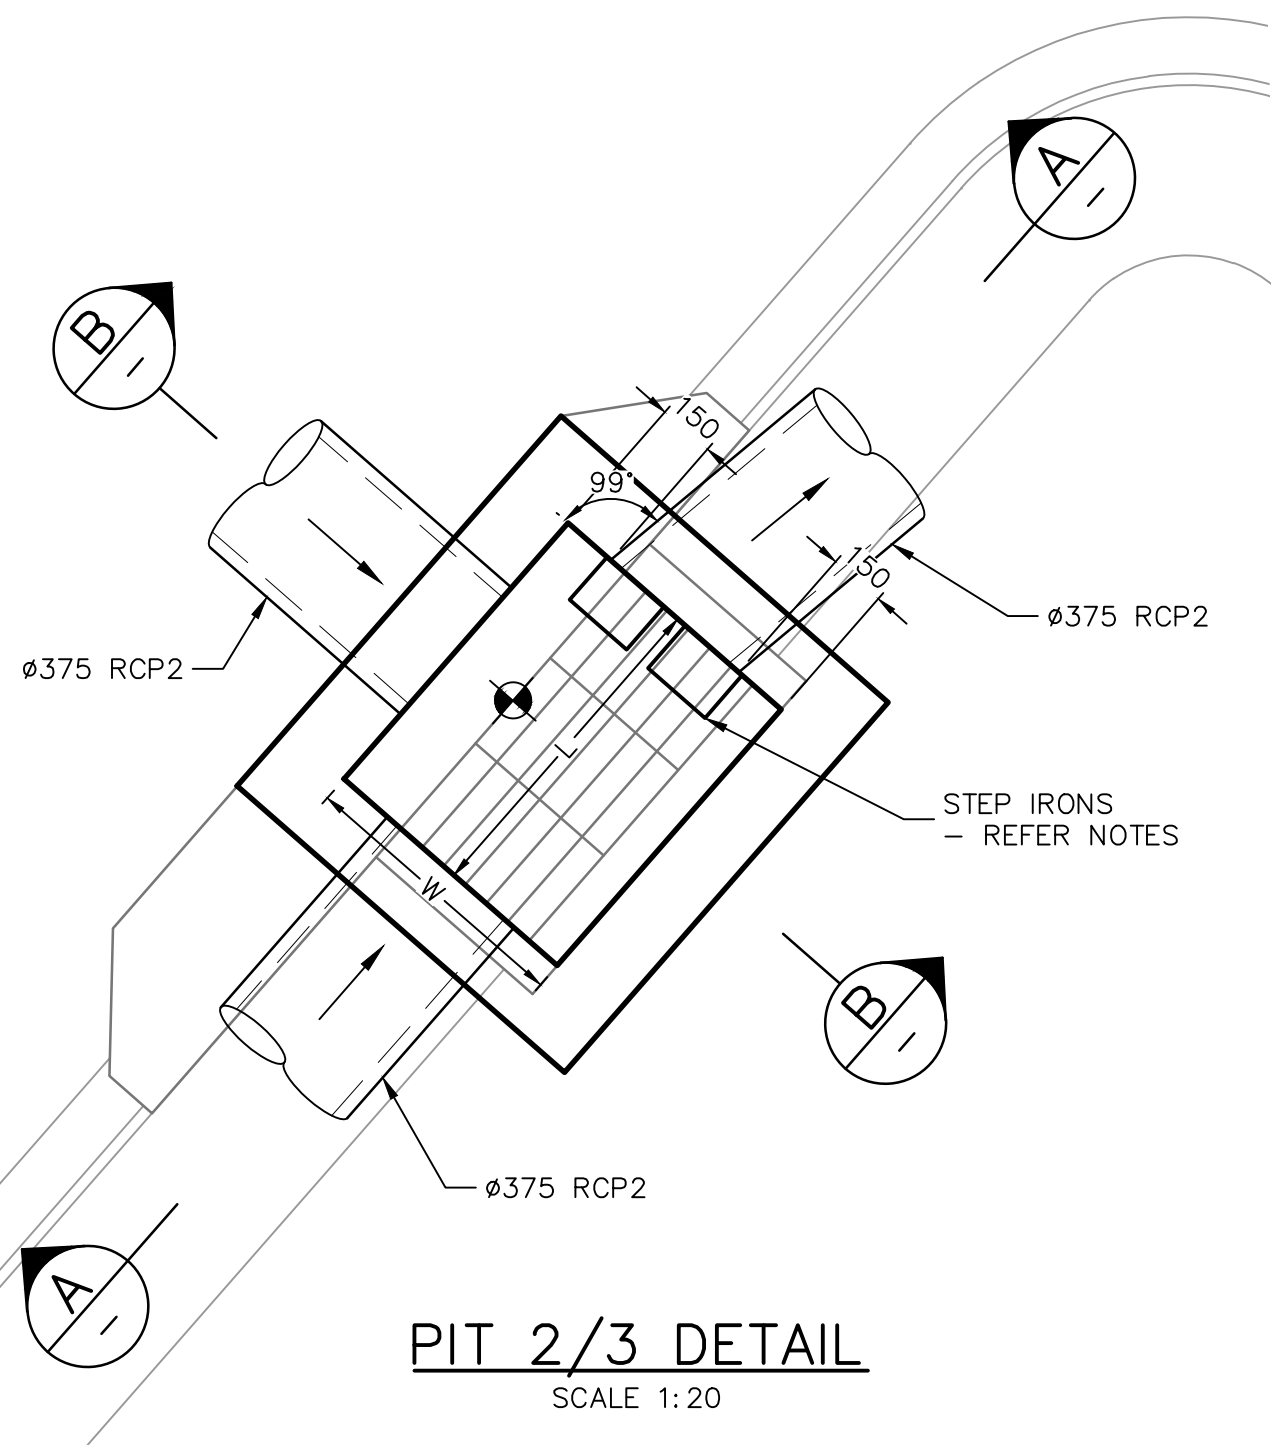 A
–
B
–
150
99°
150
ø375 RCP2
ø375 RCP2
L
STEP IRONS
– REFER NOTES
W
B
–
ø375 RCP2
A
–
PIT 2/3 DETAIL
SCALE 1:20